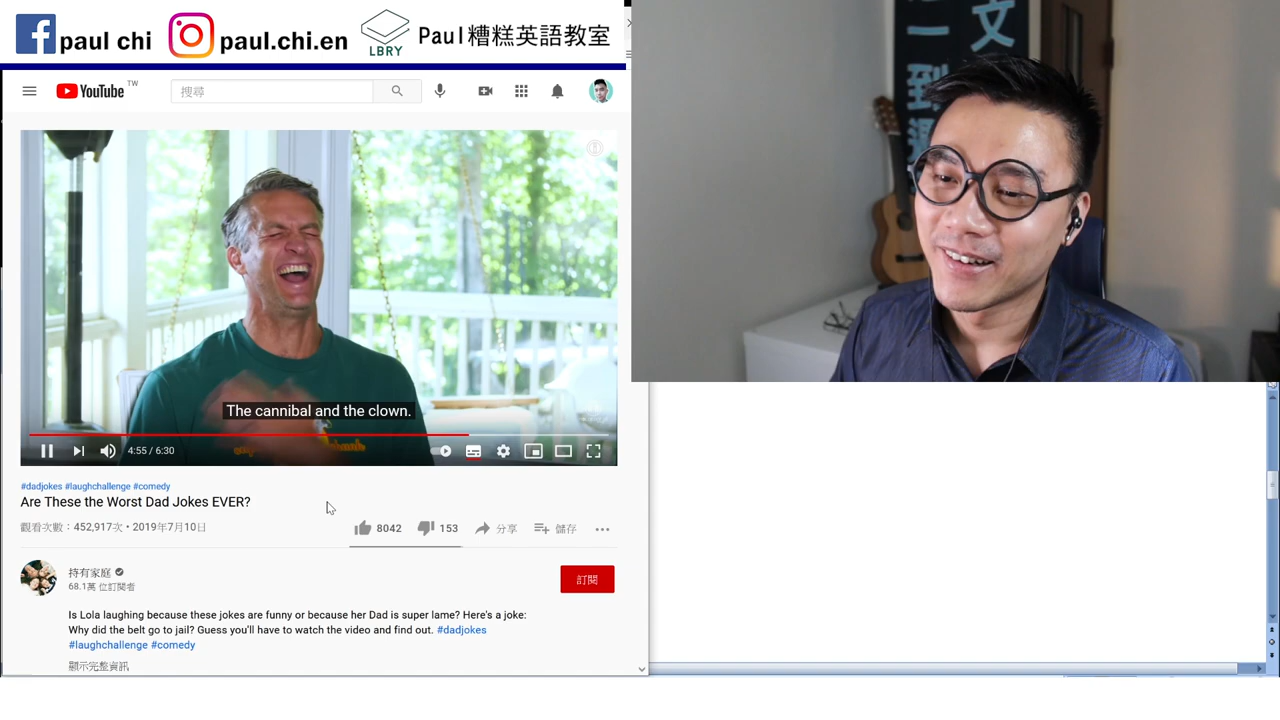 paul chi
paul.chi.en
LBRY
Paul糟糕英語教室
YouTube TW
搜尋
文
一
到
The cannibal and the clown.
4:55 / 6:30
#dadjokes #laughchallenge #comedy
Are These the Worst Dad Jokes EVER?
觀看次數：452,917次 • 2019年7月10日
8042
153
分享
儲存
持有家庭
68.1萬 位訂閱者
訂閱
Is Lola laughing because these jokes are funny or because her Dad is super lame? Here's a joke:
Why did the belt go to jail? Guess you'll have to watch the video and find out. #dadjokes
#laughchallenge #comedy
顯示完整資訊